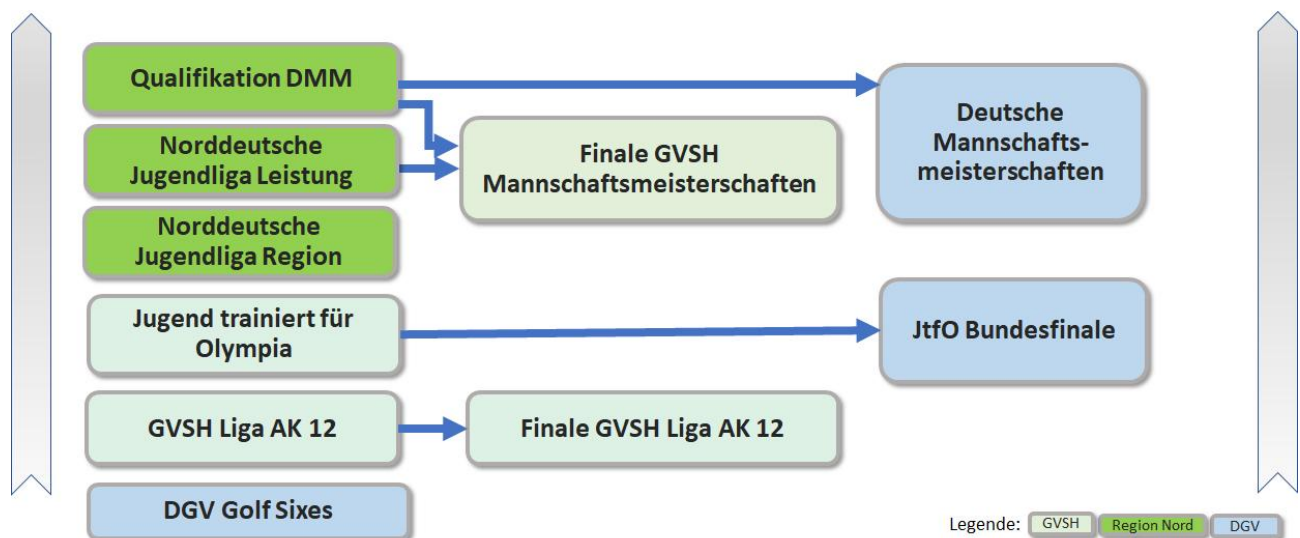 Qualifikation DMM
Norddeutsche
Jugendliga Leistung
Norddeutsche
Jugendliga Region
Jugend trainiert für
Olympia
GVSH Liga AK 12
DGV Golf Sixes
Finale GVSH
Mannschaftsmeisterschaften
Finale GVSH Liga AK 12
Deutsche
Mannschafts-
meisterschaften
JtfO Bundesfinale
Legende: GVSH Region Nord DGV